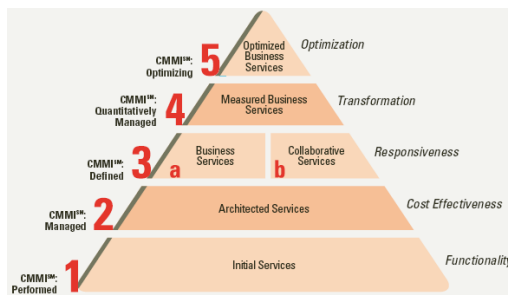 Optimization
Optimized
Business
Services
5
CMMI℠:
Optimizing
4
CMMI℠:
Quantitatively
Managed
Measured Business
Services
Transformation
3
CMMI℠:
Defined
a
Business
Services
b
Collaborative
Services
Responsiveness
2
CMMI℠:
Managed
Architected Services
Cost Effectiveness
1
CMMI℠:
Performed
Initial Services
Functionality